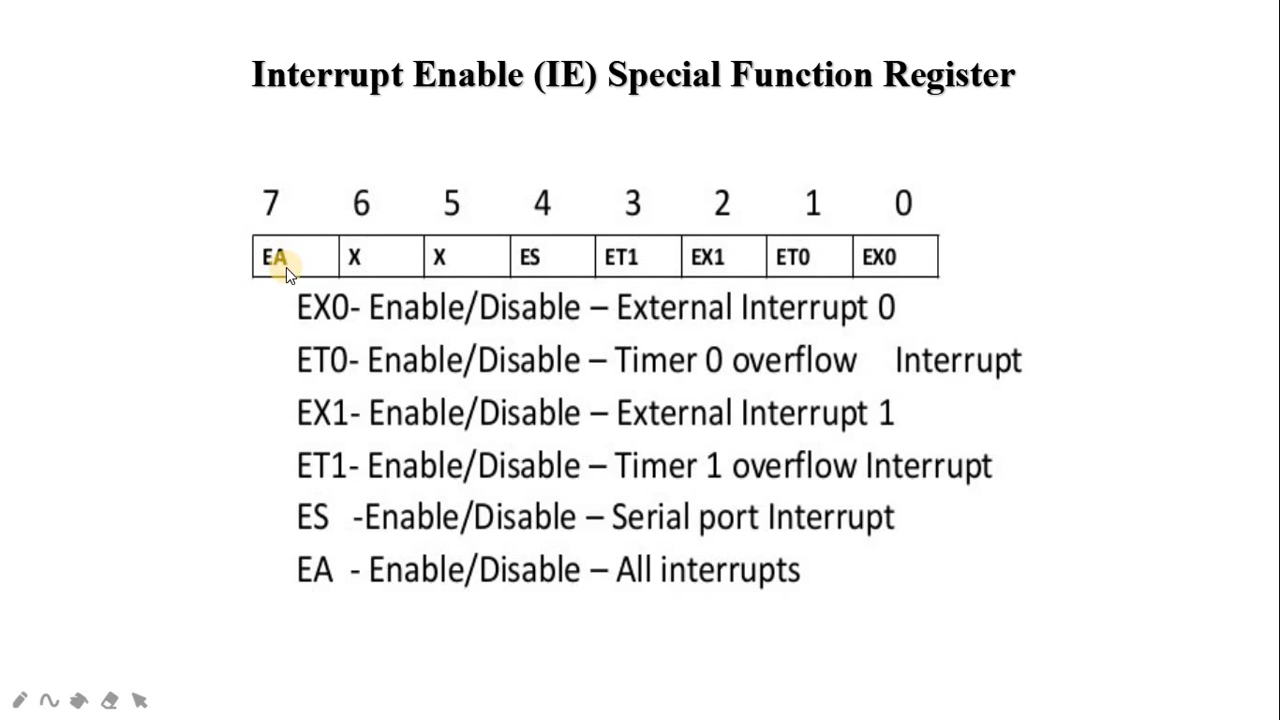 Interrupt Enable (IE) Special Function Register
7 6 5 4 3 2 1 0
EA X X ES ET1 EX1 ET0 EX0
EX0- Enable/Disable – External Interrupt 0
ET0- Enable/Disable – Timer 0 overflow Interrupt
EX1- Enable/Disable – External Interrupt 1
ET1- Enable/Disable – Timer 1 overflow Interrupt
ES -Enable/Disable – Serial port Interrupt
EA - Enable/Disable – All interrupts